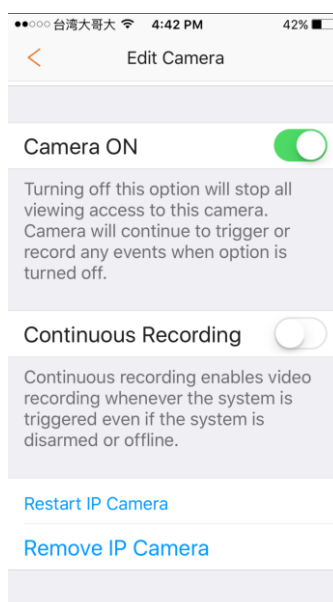 台湾大哥大 4:42 PM 42%
Edit Camera
Camera ON
Turning off this option will stop all
viewing access to this camera.
Camera will continue to trigger or
record any events when option is
turned off.
Continuous Recording
Continuous recording enables video
recording whenever the system is
triggered even if the system is
disarmed or offline.
Restart IP Camera
Remove IP Camera